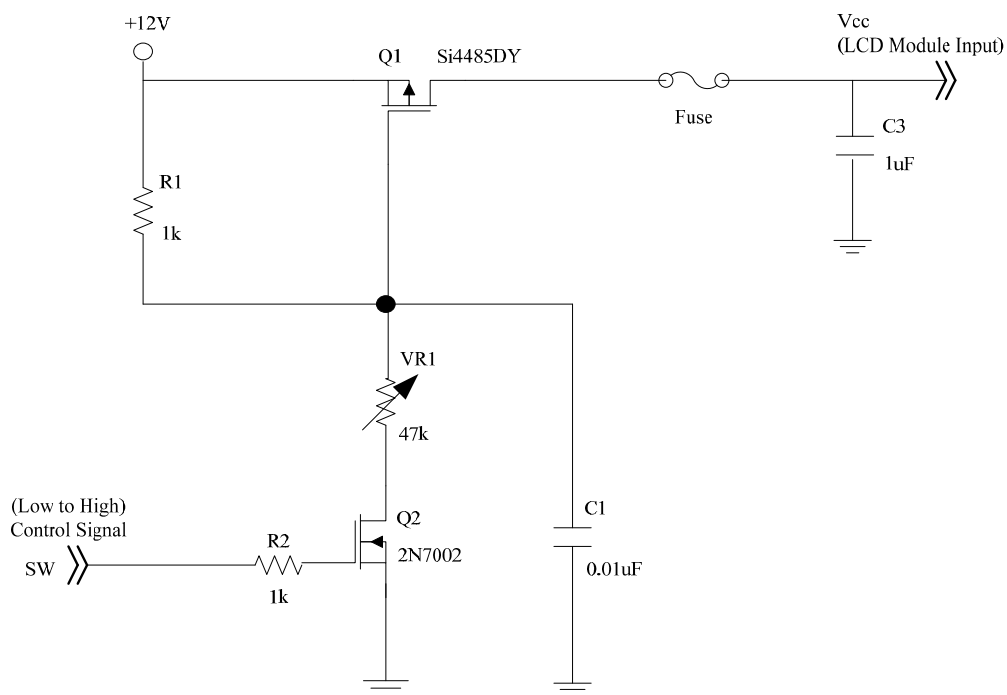 +12V
Q1
Si4485DY
Vcc
(LCD Module Input)
Fuse
C3
1uF
R1
1k
VR1
47k
(Low to High)
Control Signal
SW
R2
1k
Q2
2N7002
C1
0.01uF